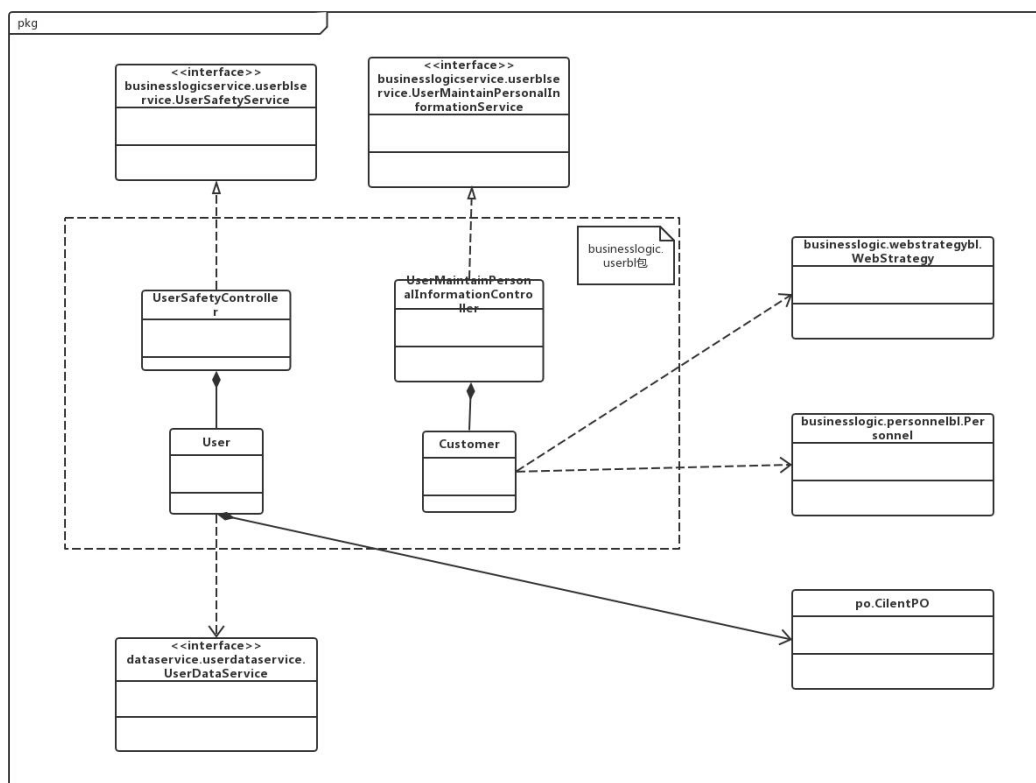 pkg
<<interface>>
businesslogicservice.userblse
rvice.UserSafetyService
<<interface>>
businesslogicservice.userblse
rvice.UserMaintainPersonalIn
formationService
businesslogic.
userbl包
businesslogic.webstrategybl.
WebStrategy
UserSafetyControlle
r
UserMaintainPerson
alInformationContro
ller
User
Customer
businesslogic.personnelbl.Per
sonnel
po.CilentPO
<<interface>>
dataservice.userdataservice.
UserDataService